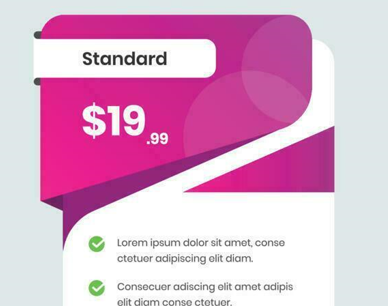 Standard
$19.99
Lorem ipsum dolor sit amet, conse
ctetuer adipiscing elit diam.
Consecuer adiscing elit amet adipis
elit diam conse ctetuer.